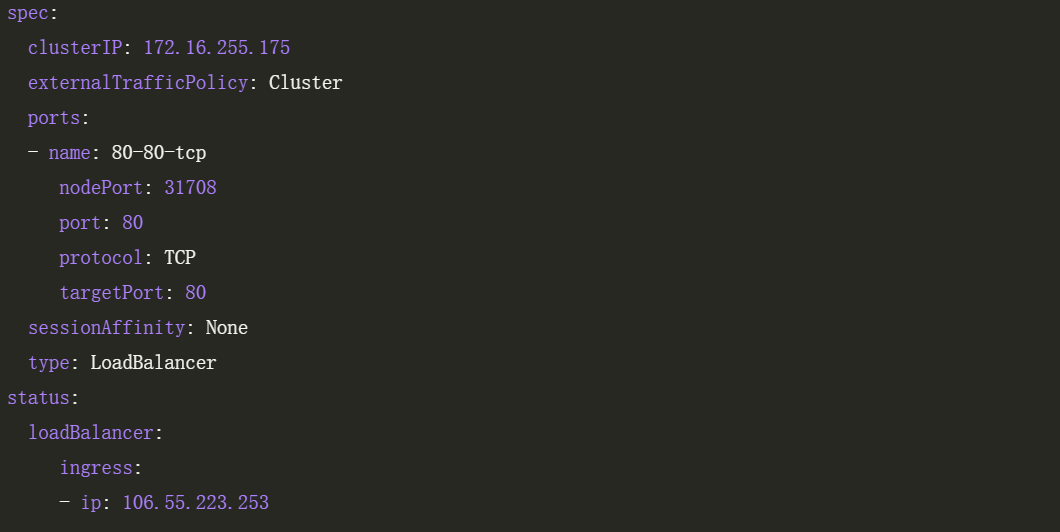 spec:
  clusterIP: 172.16.255.175
  externalTrafficPolicy: Cluster
  ports:
  - name: 80-80-tcp
     nodePort: 31708
     port: 80
     protocol: TCP
     targetPort: 80
  sessionAffinity: None
  type: LoadBalancer
status:
  loadBalancer:
     ingress:
     - ip: 106.55.223.253